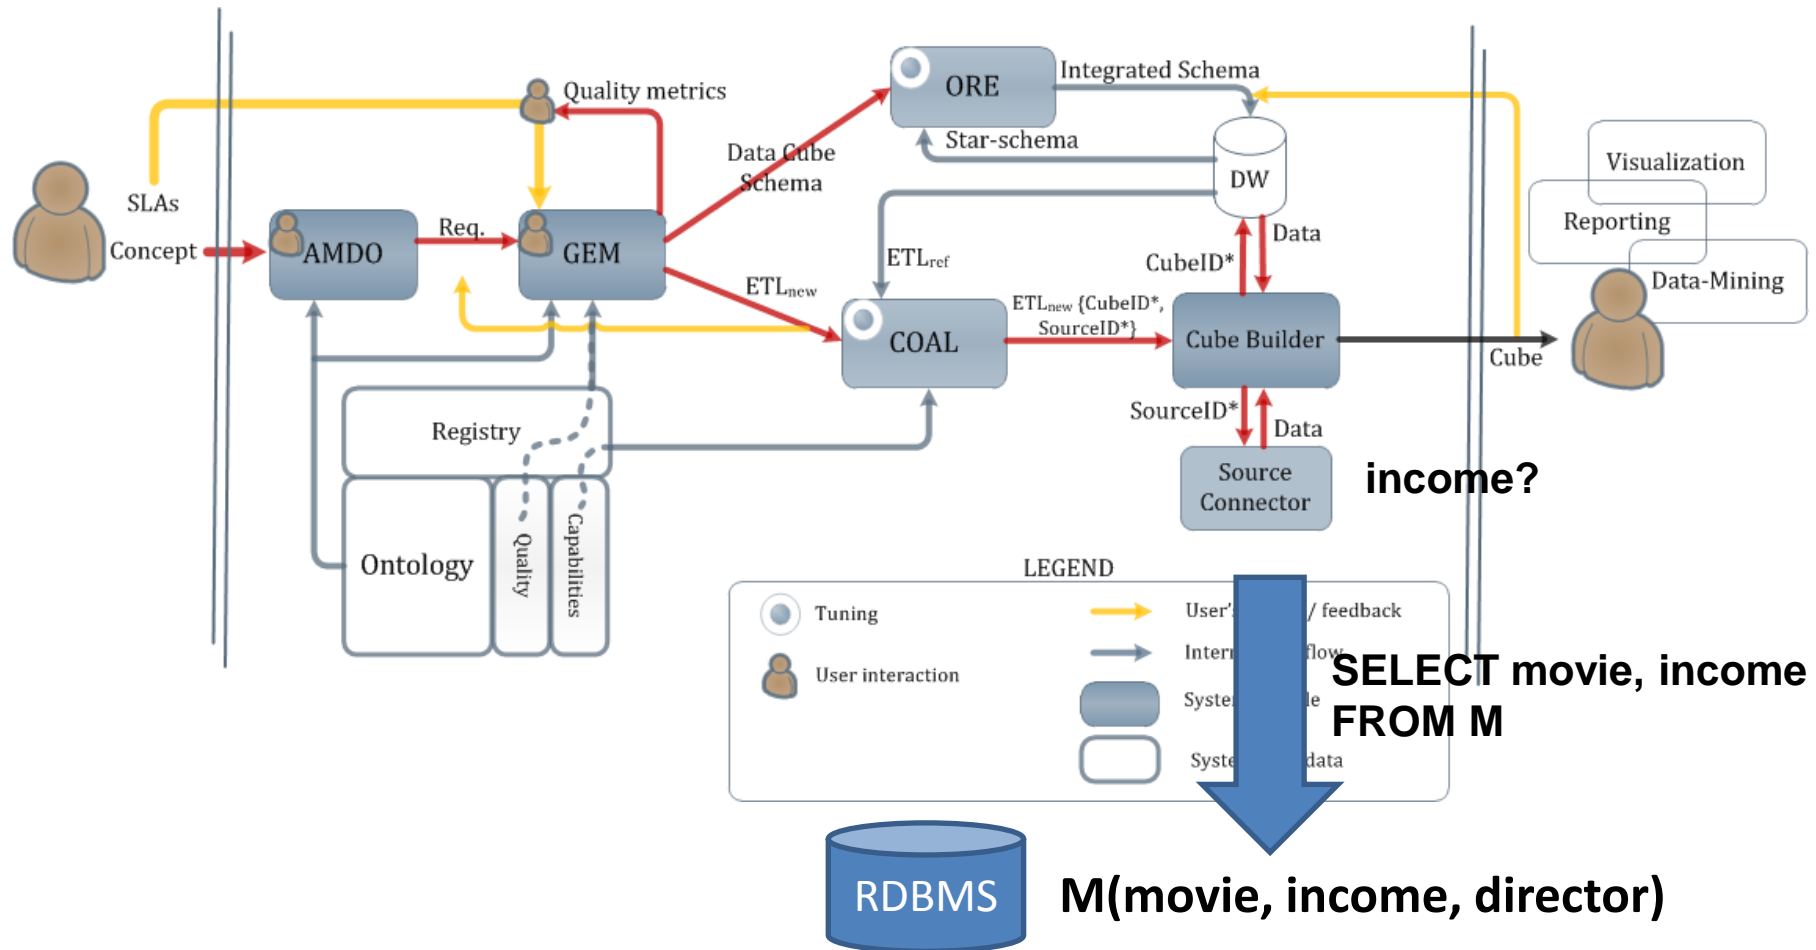 Quality metrics
SLAs
Concept
AMDO
Req.
GEM
Data Cube
Schema
ETLnew
ORE
Integrated Schema
Star-schema
DW
ETLref
CubeID*
Data
COAL
ETLnew {CubeID*,
SourceID*}
Cube Builder
Cube
Visualization
Reporting
Data-Mining
SourceID*
Data
Source
Connector
income?
Registry
Ontology
Quality
Capabilities
LEGEND
Tuning
User interaction
/ feedback
flow
data
SELECT movie, income
FROM M
RDBMS
M(movie, income, director)